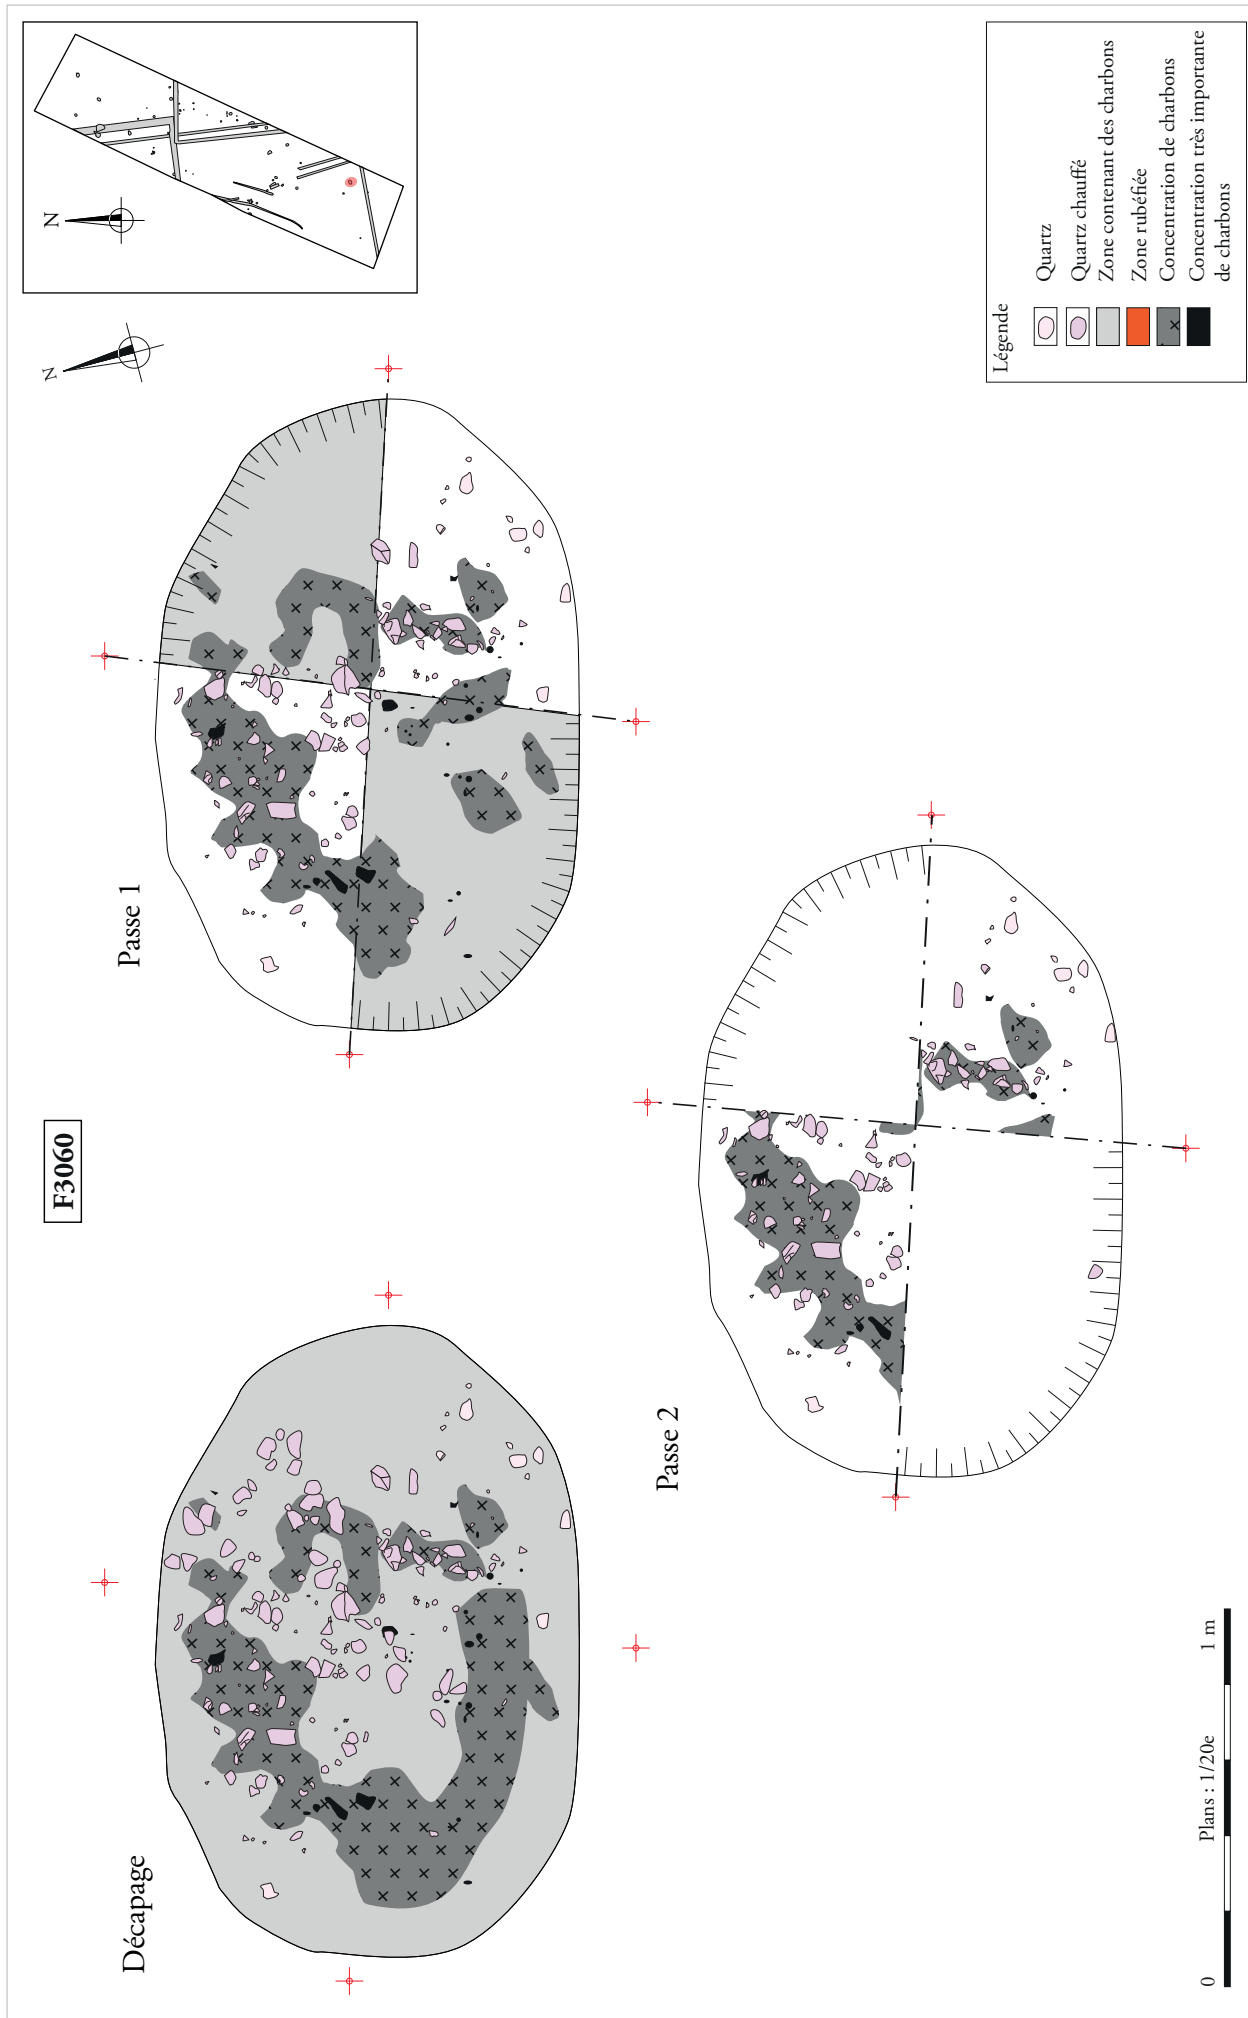 F3060
Décapage
Passe 1
Passe 2
N
N
Légende
Quartz
Quartz chauffé
Zone contenant des charbons
Zone rubéfiée
Concentration de charbons
Concentration très importante
de charbons
0
Plans : 1/20e
1 m